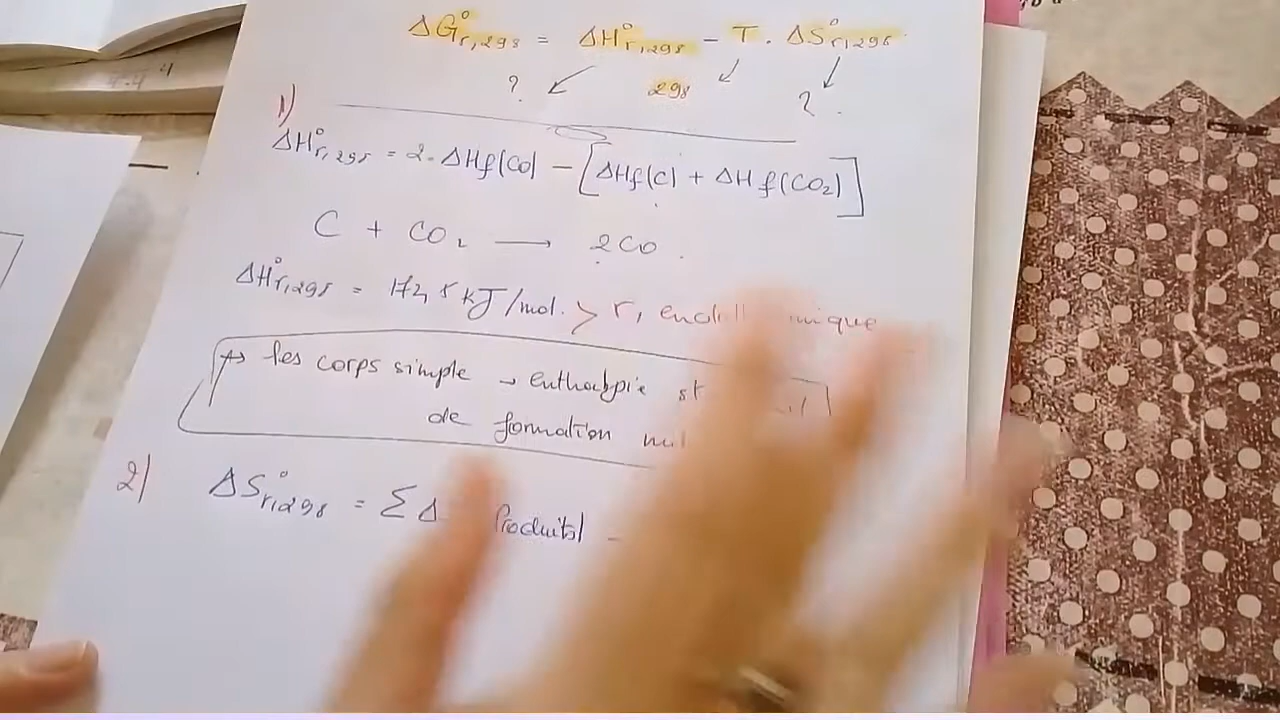 ΔG°r,298 = ΔH°r,298 - T . ΔS°r,298
? 298 ? .
1)
ΔH°r,298 = 2. ΔHf(CO) - [ΔHf(C) + ΔHf(CO2)]
C + CO2 → 2CO .
ΔH°r,298 = 172,5 kJ/mol. > r,
→ les corps simple → enthalpie
de formation
2) ΔS°r,298 = Σ Δ Produits) -